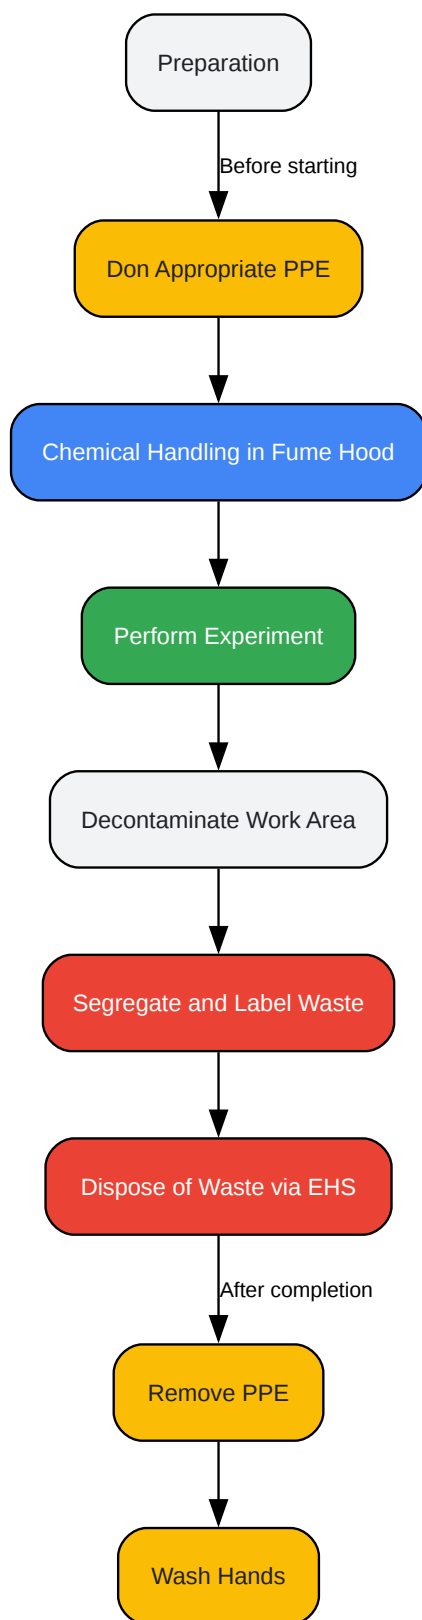 Preparation
Before starting
Don Appropriate PPE
Chemical Handling in Fume Hood
Perform Experiment
Decontaminate Work Area
Segregate and Label Waste
Dispose of Waste via EHS
After completion
Remove PPE
Wash Hands